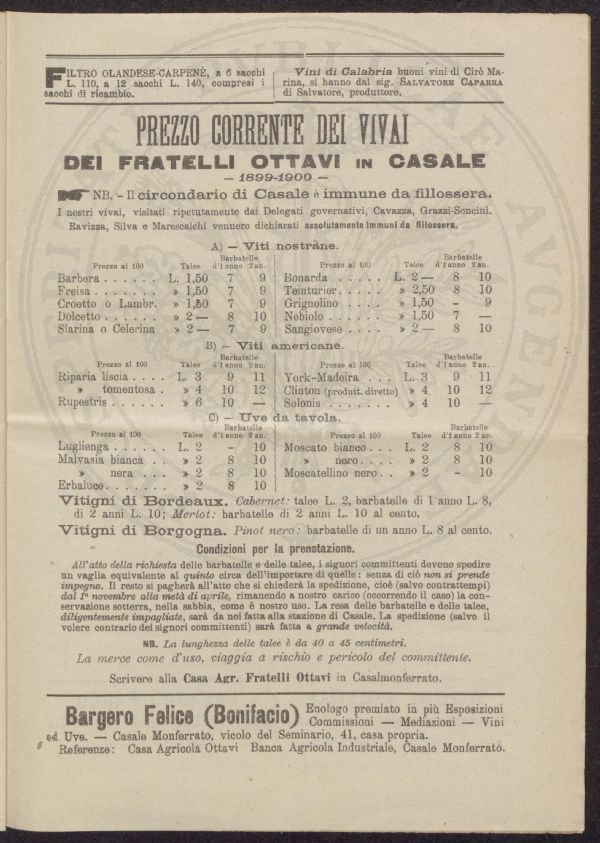 FILTRO OLANDESE-CARPENÈ, a 6 sacchi
L. 110, a 12 sacchi L. 140, compresi i
sacchi di ricambio.
Vini di Calabria buoni vini di Cirò Ma-
rina, si hanno dal sig. SALVATORE CAPARRA
di Salvatore, produttore.
PREZZO CORRENTE DEI VIVAI
DEI FRATELLI OTTAVI IN CASALE
— 1899-1900 —
NB. - Il circondario di Casale è immune da fillossera.
I nostri vivai, visitati ripetutamente dai Delegati governativi, Cavazza, Grazzi-Soncini,
Ravizza, Silva e Marescalchi vennero dichiarati assolutamente immuni da fillossera.
A) — Viti nostràne.
Barbatelle
Prezzo al 100 Talee d'1 anno 2 an.
Barbera . . . . . . L. 1,50 7 9
Freisa . . . . . . . » 1,50 7 9
Croetto o Lambr. » 1,50 7 9
Dolcetto . . . . . . » 2 — 8 10
Slarina o Celerina » 2 — 7 9
Barbatelle
Prezzo al 100 Talee d'1 anno 2 an.
Bonarda . . . . . L. 2 — 8 10
Teinturier . . . . . » 2,50 8 10
Grignolino . . . . » 1,50 - 9
Nebiolo . . . . . . » 1,50 7 —
Sangiovese . . . . » 2 — 8 10
B) — Viti americane.
Barbatelle
Prezzo al 100 Talee d'1 anno 2 an.
Riparia liscia . . . . L. 3 9 11
» tomentosa . » 4 10 12
Rupestris . . . . . . » 6 10 —
Barbatelle
Prezzo al 100 Talee d'1 anno 2 an.
York-Madeira . . . L. 3 9 11
Clinton (produtt. diretto) » 4 10 12
Solonis . . . . . . . » 4 10 —
C) — Uve da tavola.
Barbatelle
Prezzo al 100 Talee d'1 anno 2 an.
Luglienga . . . . . . L. 2 - 10
Malvasia bianca . . » 2 8 10
» nera . . . » 2 8 10
Erbaluce . . . . . . » 2 8 10
Barbatelle
Prezzo al 100 Talee d'1 anno 2 an.
Moscato bianco . . . L. 2 8 10
» nero . . . . » 2 8 10
Moscatellino nero . . » 2 - 10
Vitigni di Bordeaux. Cabernet: talee L. 2, barbatelle di 1 anno L. 8,
di 2 anni L. 10; Merlot: barbatelle di 2 anni L. 10 al cento.
Vitigni di Borgogna. Pinot nero: barbatelle di un anno L. 8 al cento.
Condizioni per la prenotazione.
All'atto della richiesta delle barbatelle e delle talee, i signori committenti devono spedire
un vaglia equivalente al quinto circa dell'importare di quelle: senza di ciò non si prende
impegno. Il resto si pagherà all'atto che si chiederà la spedizione, cioè (salvo contrattempi)
dal 1° novembre alla metà di aprile, rimanendo a nostro carico (occorrendo il caso) la con-
servazione sotterra, nella sabbia, come è nostro uso. La resa delle barbatelle e delle talee,
diligentemente impagliate, sarà da noi fatta alla stazione di Casale. La spedizione (salvo il
volere contrario dei signori committenti) sarà fatta a grande velocità.
NB. La lunghezza delle talee è da 40 a 45 centimetri.
La merce come d'uso, viaggia a rischio e pericolo del committente.
Scrivere alla Casa Agr. Fratelli Ottavi in Casalmonferrato.
Bargero Felice (Bonifacio) Enologo premiato in più Esposizioni
Commissioni — Mediazioni — Vini
ed Uve. — Casale Monferrato, vicolo del Seminario, 41, casa propria.
Referenze: Casa Agricola Ottavi Banca Agricola Industriale, Casale Monferrato.